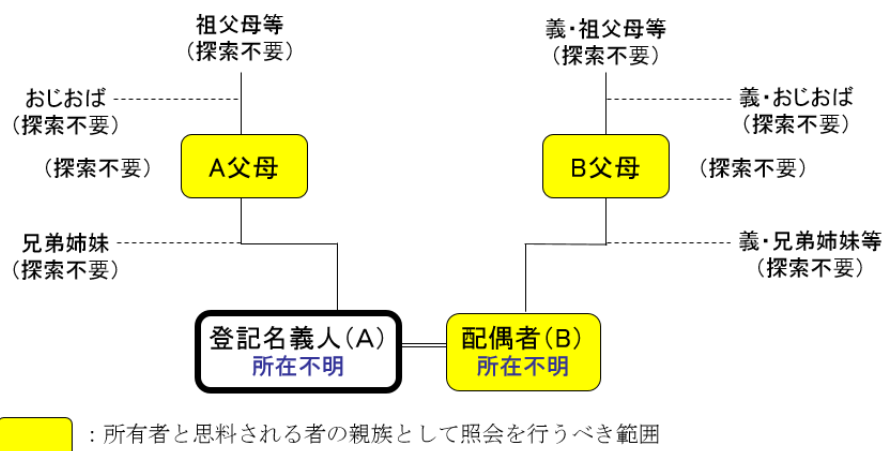 祖父母等
(探索不要)
義・祖父母等
(探索不要)
おじおば
(探索不要)
義・おじおば
(探索不要)
(探索不要)
A父母
B父母
(探索不要)
兄弟姉妹
(探索不要)
義・兄弟姉妹等
(探索不要)
登記名義人(A)
所在不明
配偶者(B)
所在不明
：所有者と思料される者の親族として照会を行うべき範囲